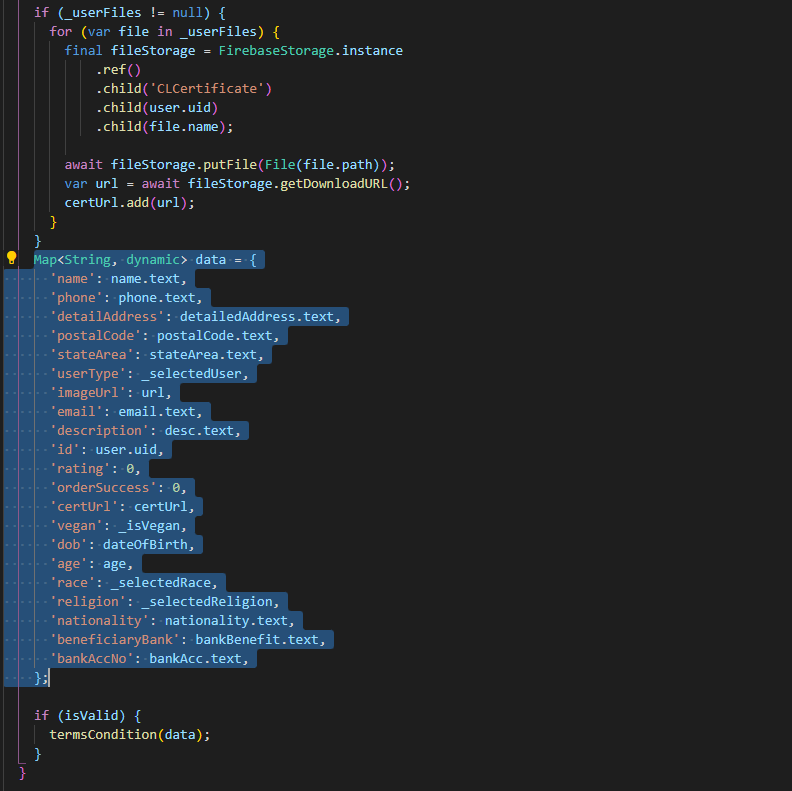 if (_userFiles != null) {
for (var file in _userFiles) {
final fileStorage = FirebaseStorage.instance
.ref()
.child('CLCertificate')
.child(user.uid)
.child(file.name);
await fileStorage.putFile(File(file.path));
var url = await fileStorage.getDownloadURL();
certUrl.add(url);
}
}
Map<String, dynamic> data = {
'name': name.text,
'phone': phone.text,
'detailAddress': detailedAddress.text,
'postalCode': postalCode.text,
'stateArea': stateArea.text,
'userType': _selectedUser,
'imageUrl': url,
'email': email.text,
'description': desc.text,
'id': user.uid,
'rating': 0,
'orderSuccess': 0,
'certUrl': certUrl,
'vegan': _isVegan,
'dob': dateOfBirth,
'age': age,
'race': _selectedRace,
'religion': _selectedReligion,
'nationality': nationality.text,
'beneficiaryBank': bankBenefit.text,
'bankAccNo': bankAcc.text,
};
if (isValid) {
termsCondition(data);
}
}